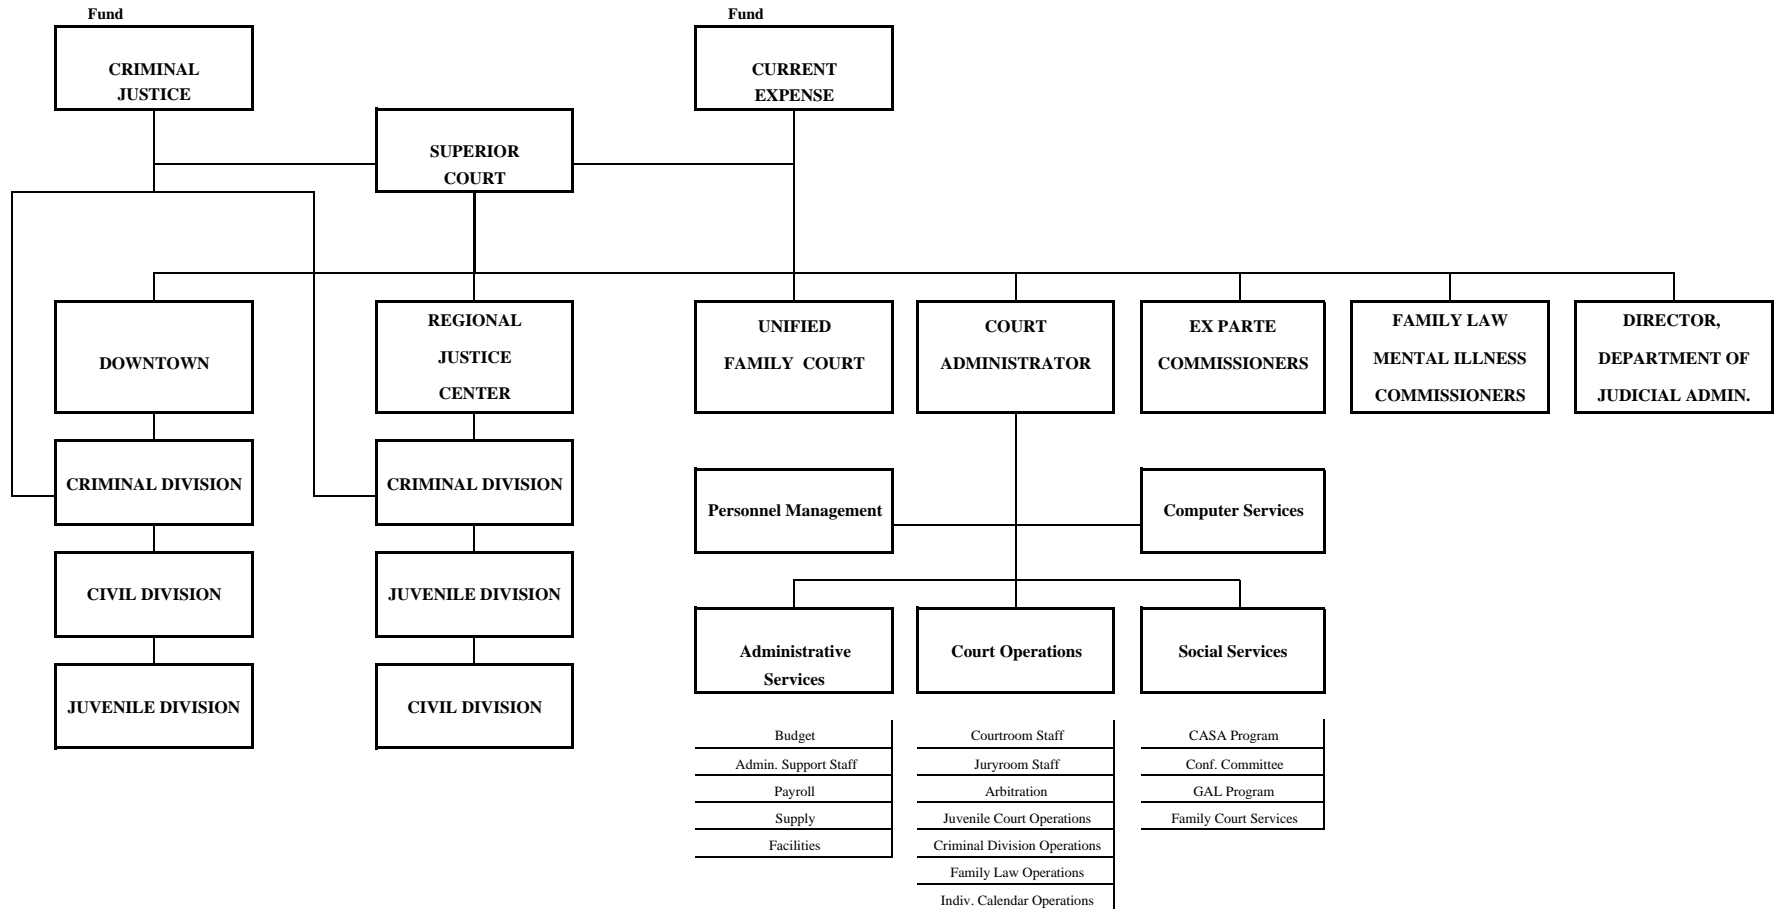 Fund
CRIMINAL
JUSTICE
Fund
CURRENT
EXPENSE
SUPERIOR
COURT
DOWNTOWN
REGIONAL
JUSTICE
CENTER
UNIFIED
FAMILY COURT
COURT
ADMINISTRATOR
EX PARTE
COMMISSIONERS
FAMILY LAW
MENTAL ILLNESS
COMMISSIONERS
DIRECTOR,
DEPARTMENT OF
JUDICIAL ADMIN.
CRIMINAL DIVISION
CIVIL DIVISION
JUVENILE DIVISION
CRIMINAL DIVISION
JUVENILE DIVISION
CIVIL DIVISION
Personnel Management
Computer Services
Administrative
Services
Budget
Admin. Support Staff
Payroll
Supply
Facilities
Court Operations
Courtroom Staff
Juryroom Staff
Arbitration
Juvenile Court Operations
Criminal Division Operations
Family Law Operations
Indiv. Calendar Operations
Social Services
CASA Program
Conf. Committee
GAL Program
Family Court Services